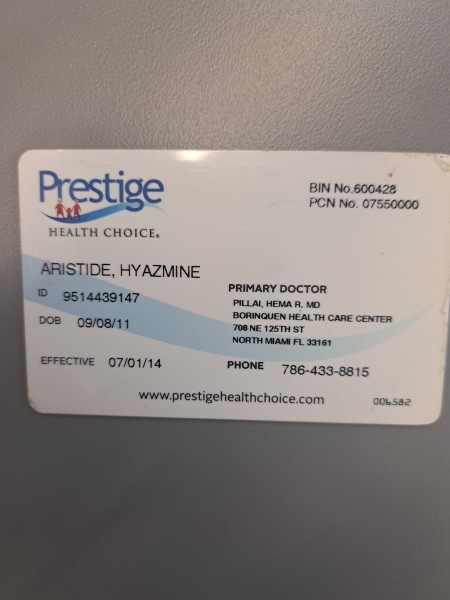 Prestige
HEALTH CHOICE®
BIN No.600428
PCN No. 07550000
ARISTIDE, HYAZMINE
ID 9514439147
DOB 09/08/11
EFFECTIVE 07/01/14
PRIMARY DOCTOR
PILLAI, HEMA R. MD
BORINQUEN HEALTH CARE CENTER
708 NE 125TH ST
NORTH MIAMI FL 33161
PHONE 786-433-8815
www.prestigehealthchoice.com
006582